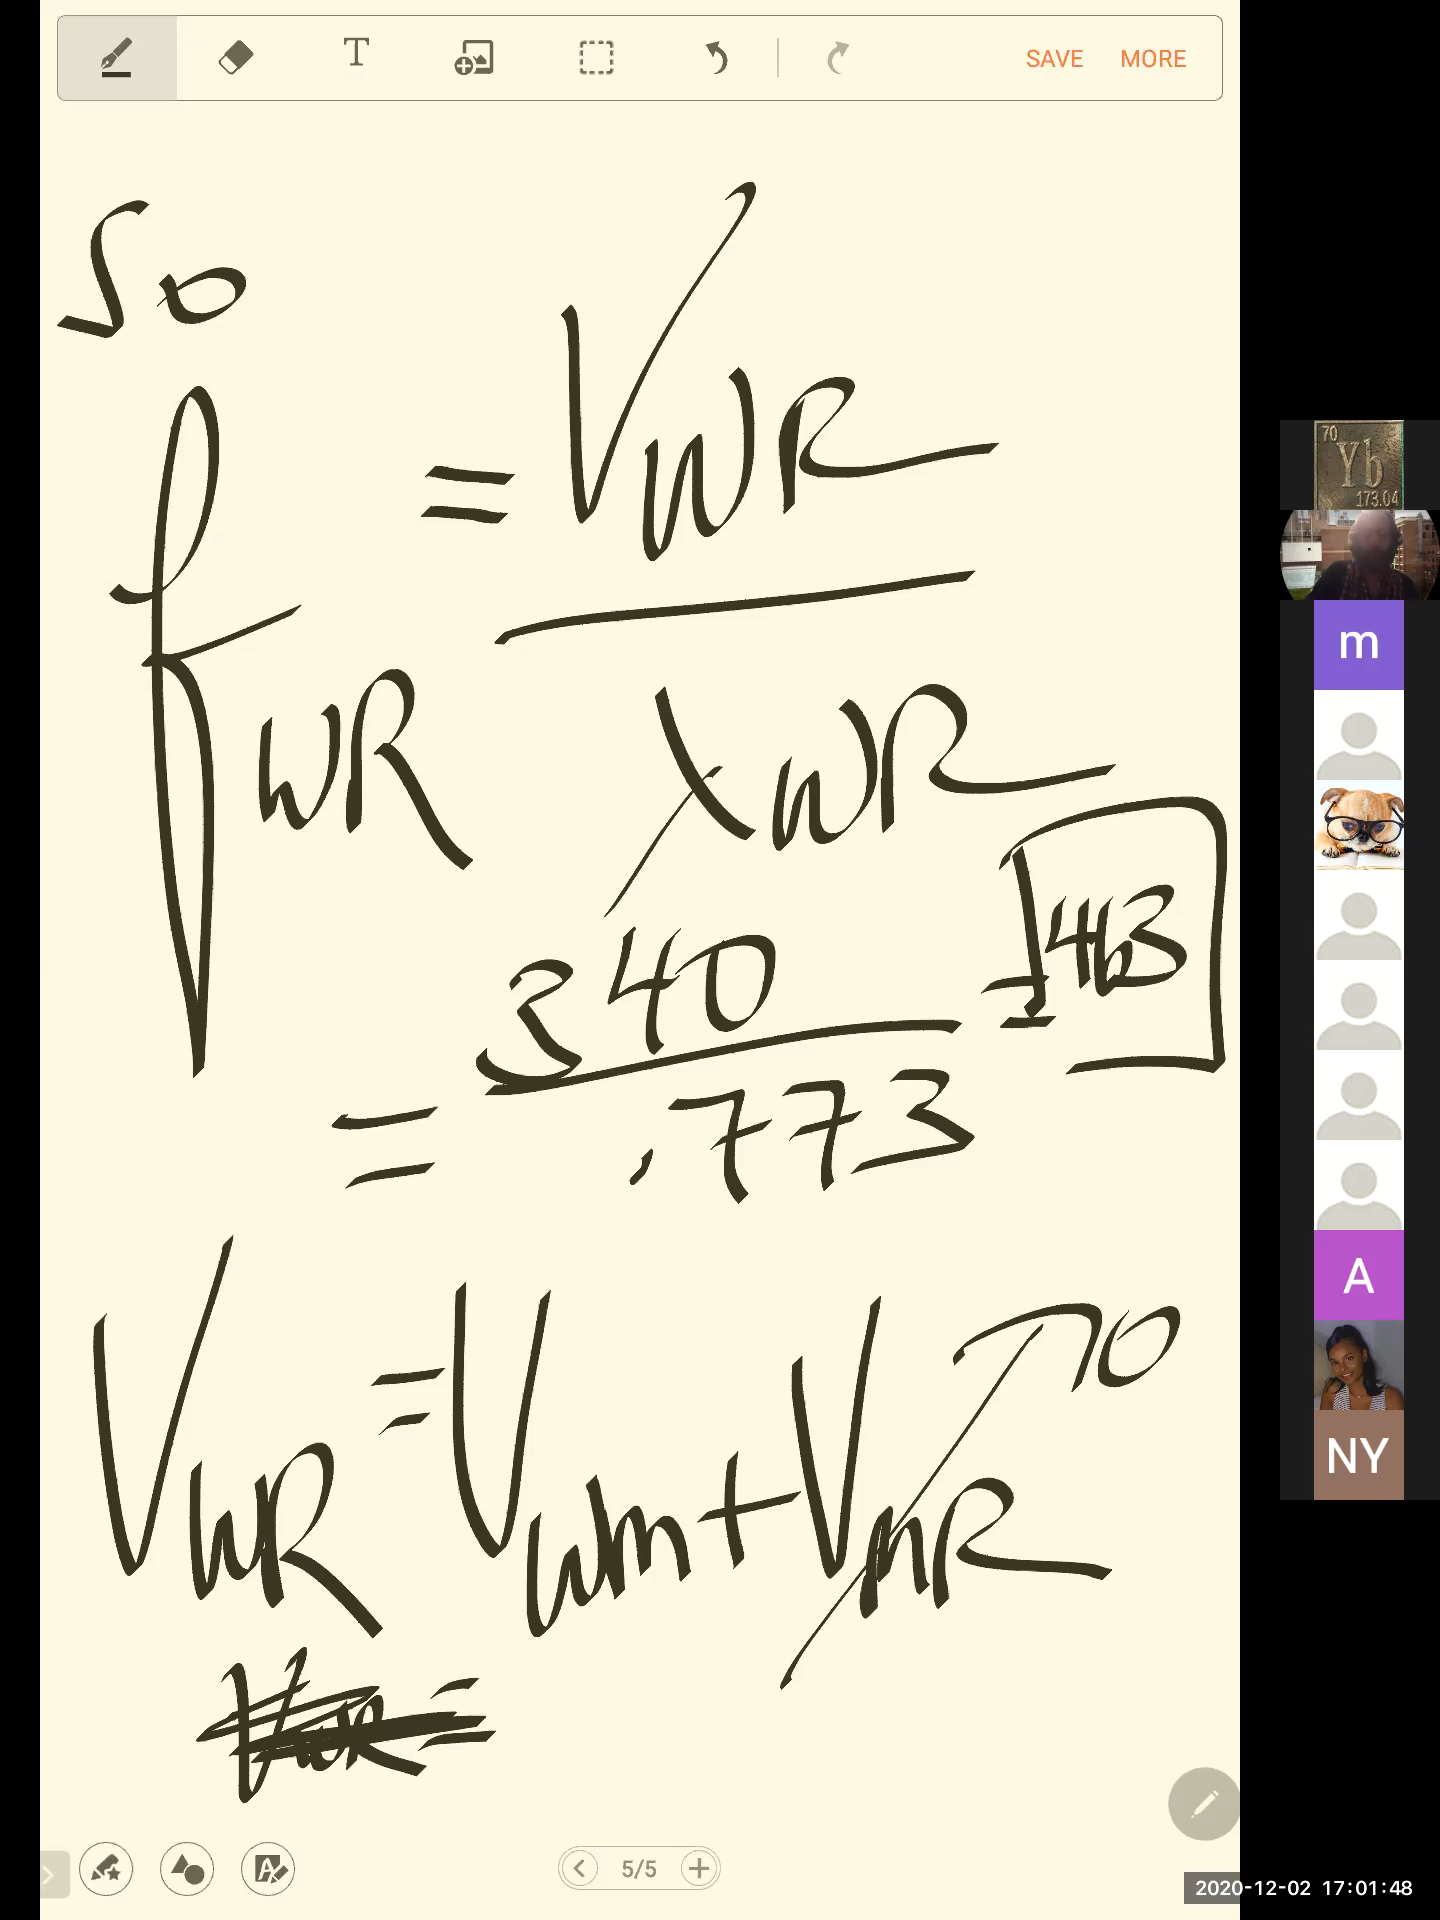 T SAVE MORE
So
f_WR = V_WR / λ_WR
= 340 / .773 = 463
V_WR = V_wm + V_mR 0
V_WR =
5/5
70
Yb
173.04
m
A
NY
2020-12-02 17:01:48